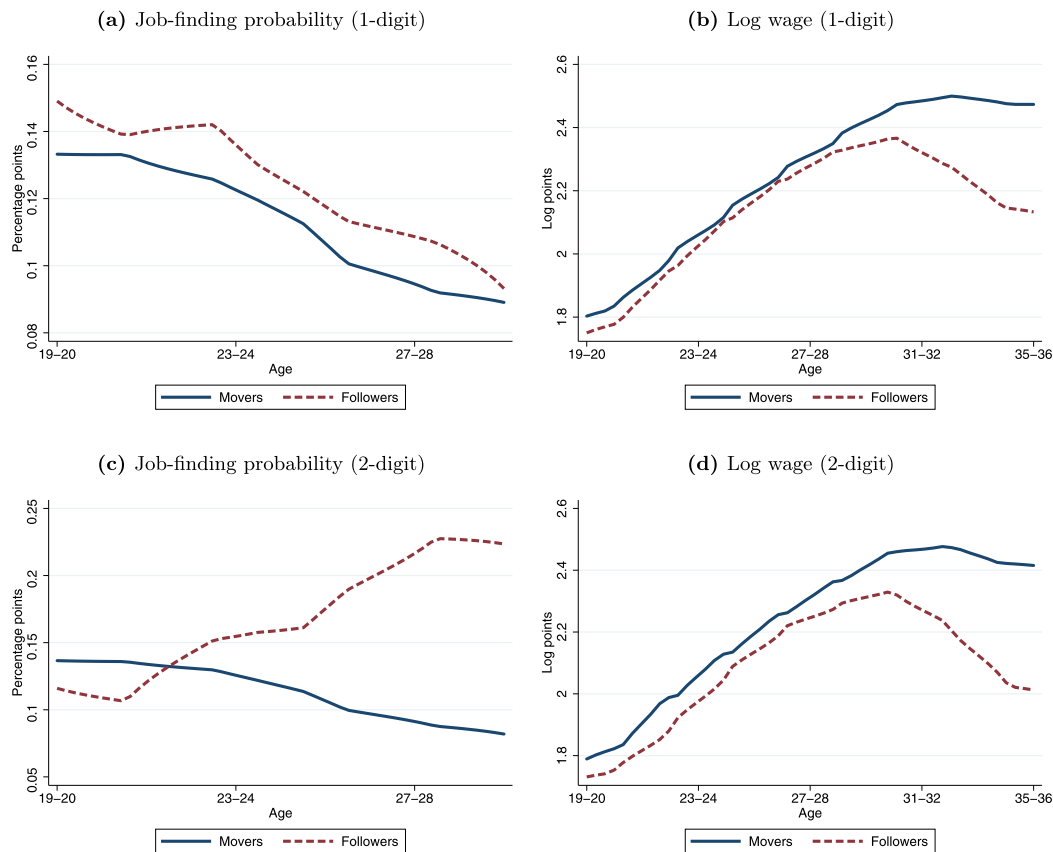 (a) Job-finding probability (1-digit)
Percentage points
0.16
0.14
0.12
0.1
0.08
19–20
23–24
27–28
Age
Movers
Followers
(b) Log wage (1-digit)
Log points
2.6
2.4
2.2
2
1.8
19–20
23–24
27–28
31–32
35–36
Age
Movers
Followers
(c) Job-finding probability (2-digit)
Percentage points
0.25
0.2
0.15
0.1
0.05
19–20
23–24
27–28
Age
Movers
Followers
(d) Log wage (2-digit)
Log points
2.6
2.4
2.2
2
1.8
19–20
23–24
27–28
31–32
35–36
Age
Movers
Followers